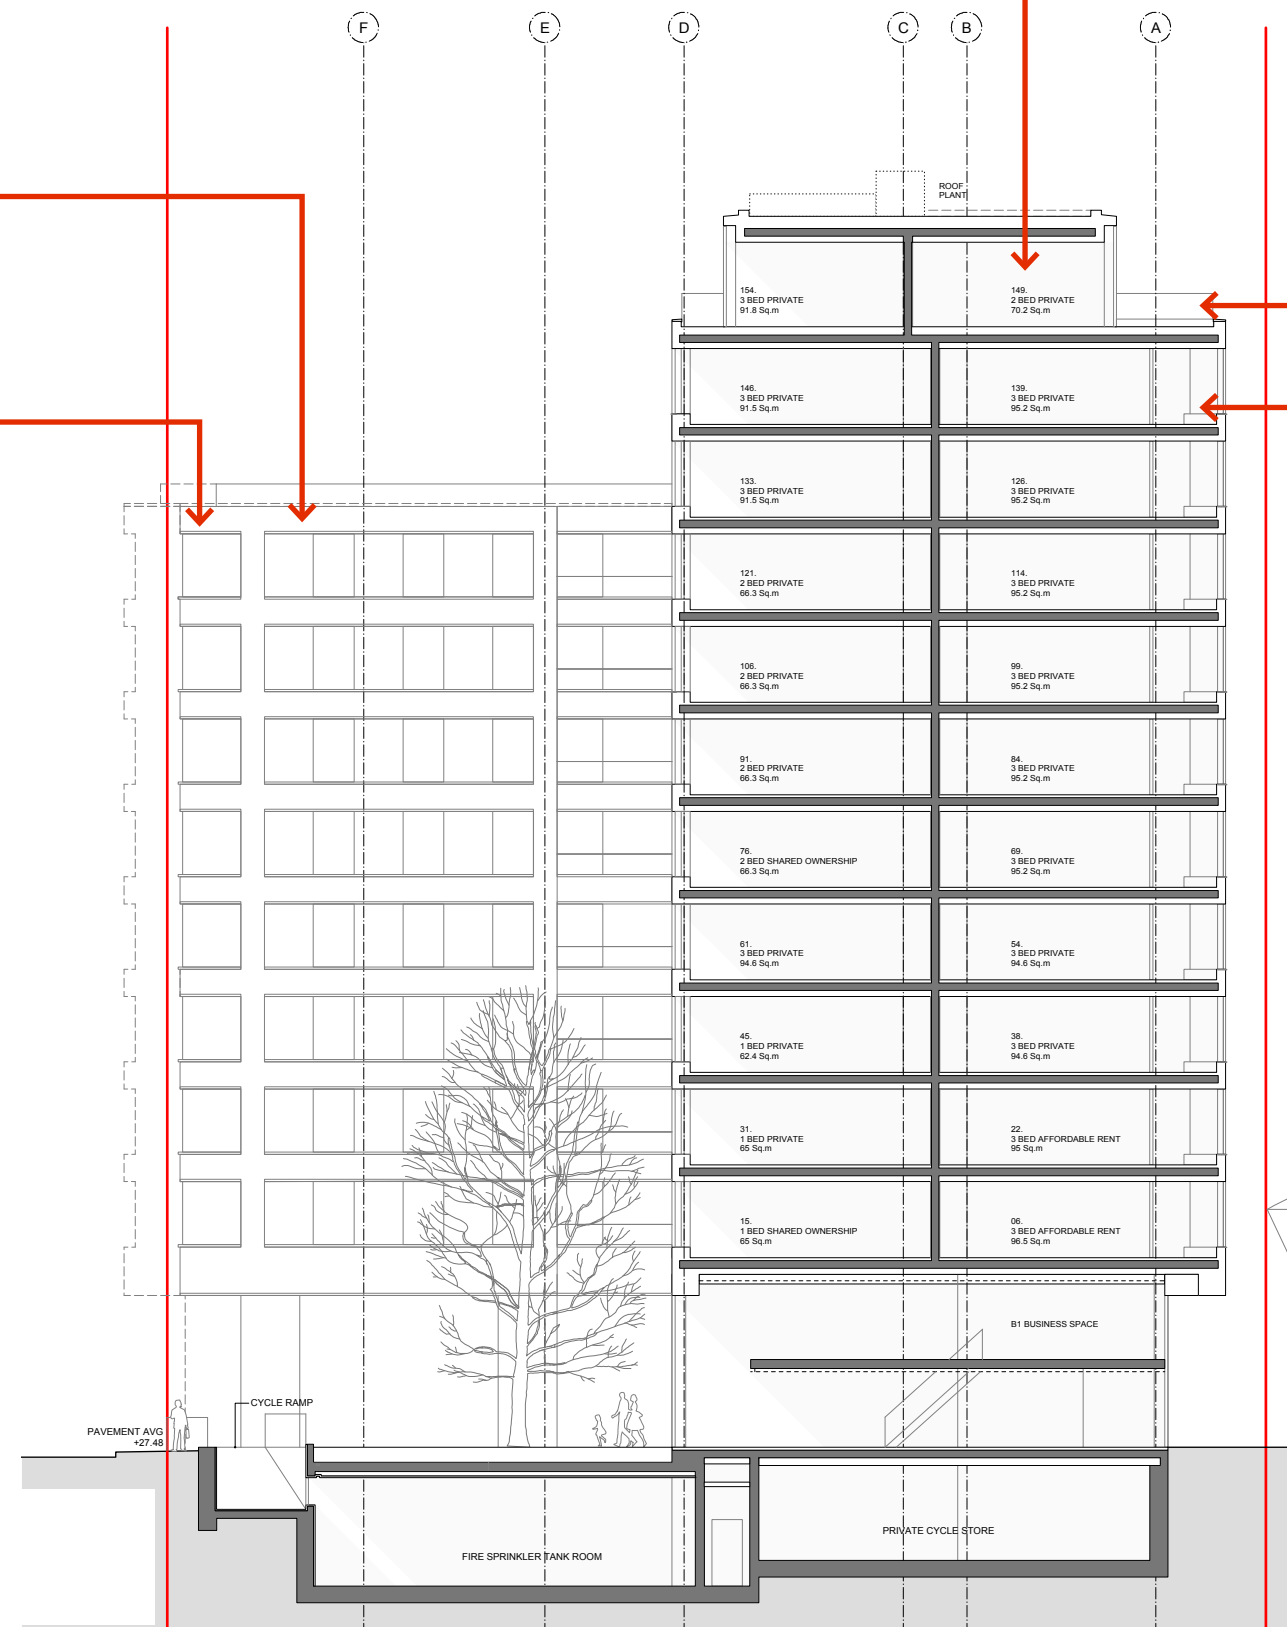 F
E
D
C
B
A
ROOF
PLANT
154.
3 BED PRIVATE
91.8 Sq.m
149.
2 BED PRIVATE
70.2 Sq.m
146.
3 BED PRIVATE
91.5 Sq.m
139.
3 BED PRIVATE
95.2 Sq.m
133.
3 BED PRIVATE
91.5 Sq.m
126.
3 BED PRIVATE
95.2 Sq.m
121.
2 BED PRIVATE
66.3 Sq.m
114.
3 BED PRIVATE
95.2 Sq.m
106.
2 BED PRIVATE
66.3 Sq.m
99.
3 BED PRIVATE
95.2 Sq.m
91.
2 BED PRIVATE
66.3 Sq.m
84.
3 BED PRIVATE
95.2 Sq.m
76.
2 BED SHARED OWNERSHIP
66.3 Sq.m
69.
3 BED PRIVATE
95.2 Sq.m
61.
3 BED PRIVATE
94.6 Sq.m
54.
3 BED PRIVATE
94.6 Sq.m
45.
1 BED PRIVATE
62.4 Sq.m
38.
3 BED PRIVATE
94.6 Sq.m
31.
1 BED PRIVATE
65 Sq.m
22.
3 BED AFFORDABLE RENT
95 Sq.m
15.
1 BED SHARED OWNERSHIP
65 Sq.m
06.
3 BED AFFORDABLE RENT
96.5 Sq.m
B1 BUSINESS SPACE
CYCLE RAMP
PAVEMENT AVG
+27.48
PRIVATE CYCLE STORE
FIRE SPRINKLER TANK ROOM